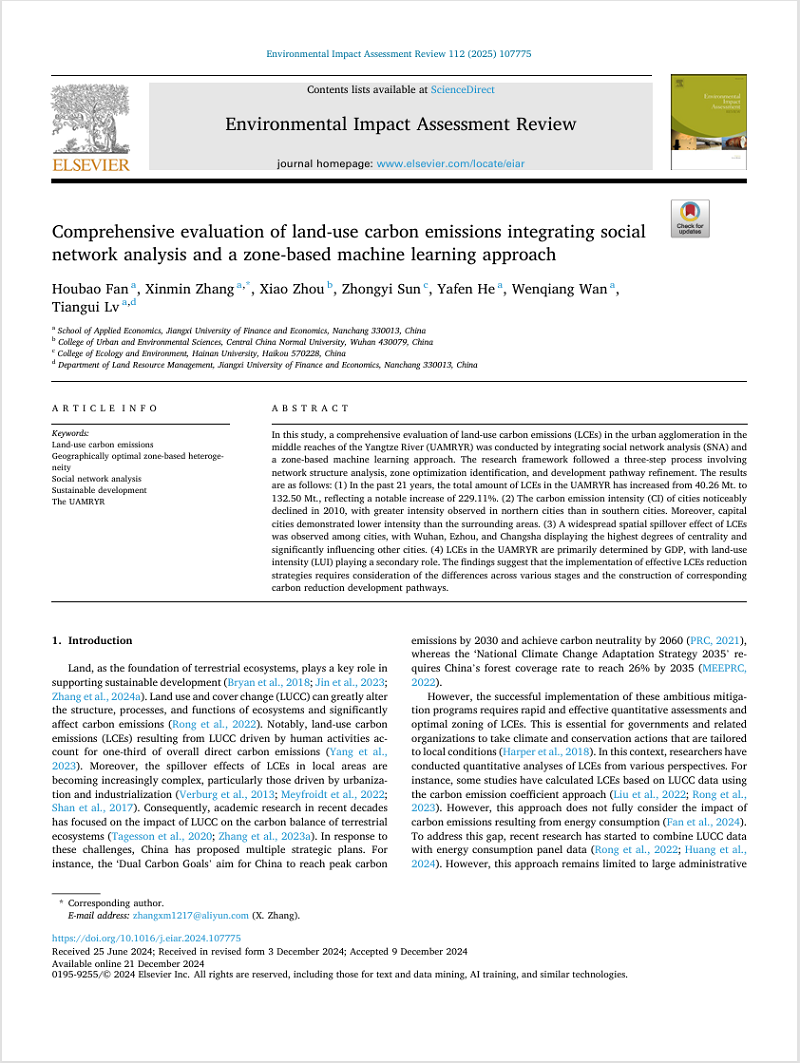 Environmental Impact Assessment Review 112 (2025) 107775
Contents lists available at ScienceDirect
Environmental Impact Assessment Review
journal homepage: www.elsevier.com/locate/eiar
ELSEVIER
Environmental
Impact
Assessment
Review
Check for
updates
Comprehensive evaluation of land-use carbon emissions integrating social
network analysis and a zone-based machine learning approach
Houbao Fan a, Xinmin Zhang a,*, Xiao Zhou b, Zhongyi Sun c, Yafen He a, Wenqiang Wan a,
Tiangui Lv a,d
a School of Applied Economics, Jiangxi University of Finance and Economics, Nanchang 330013, China
b College of Urban and Environmental Sciences, Central China Normal University, Wuhan 430079, China
c College of Ecology and Environment, Hainan University, Haikou 570228, China
d Department of Land Resource Management, Jiangxi University of Finance and Economics, Nanchang 330013, China
ARTICLE INFO
Keywords:
Land-use carbon emissions
Geographically optimal zone-based heteroge-
neity
Social network analysis
Sustainable development
The UAMRYR
ABSTRACT
In this study, a comprehensive evaluation of land-use carbon emissions (LCEs) in the urban agglomeration in the
middle reaches of the Yangtze River (UAMRYR) was conducted by integrating social network analysis (SNA) and
a zone-based machine learning approach. The research framework followed a three-step process involving
network structure analysis, zone optimization identification, and development pathway refinement. The results
are as follows: (1) In the past 21 years, the total amount of LCEs in the UAMRYR has increased from 40.26 Mt. to
132.50 Mt., reflecting a notable increase of 229.11%. (2) The carbon emission intensity (CI) of cities noticeably
declined in 2010, with greater intensity observed in northern cities than in southern cities. Moreover, capital
cities demonstrated lower intensity than the surrounding areas. (3) A widespread spatial spillover effect of LCEs
was observed among cities, with Wuhan, Ezhou, and Changsha displaying the highest degrees of centrality and
significantly influencing other cities. (4) LCEs in the UAMRYR are primarily determined by GDP, with land-use
intensity (LUI) playing a secondary role. The findings suggest that the implementation of effective LCEs reduction
strategies requires consideration of the differences across various stages and the construction of corresponding
carbon reduction development pathways.
1. Introduction
Land, as the foundation of terrestrial ecosystems, plays a key role in
supporting sustainable development (Bryan et al., 2018; Jin et al., 2023;
Zhang et al., 2024a). Land use and cover change (LUCC) can greatly alter
the structure, processes, and functions of ecosystems and significantly
affect carbon emissions (Rong et al., 2022). Notably, land-use carbon
emissions (LCEs) resulting from LUCC driven by human activities ac-
count for one-third of overall direct carbon emissions (Yang et al.,
2023). Moreover, the spillover effects of LCEs in local areas are
becoming increasingly complex, particularly those driven by urbaniza-
tion and industrialization (Verburg et al., 2013; Meyfroidt et al., 2022;
Shan et al., 2017). Consequently, academic research in recent decades
has focused on the impact of LUCC on the carbon balance of terrestrial
ecosystems (Tagesson et al., 2020; Zhang et al., 2023a). In response to
these challenges, China has proposed multiple strategic plans. For
instance, the ‘Dual Carbon Goals’ aim for China to reach peak carbon
emissions by 2030 and achieve carbon neutrality by 2060 (PRC, 2021),
whereas the ‘National Climate Change Adaptation Strategy 2035’ re-
quires China’s forest coverage rate to reach 26% by 2035 (MEEPRC,
2022).
However, the successful implementation of these ambitious mitiga-
tion programs requires rapid and effective quantitative assessments and
optimal zoning of LCEs. This is essential for governments and related
organizations to take climate and conservation actions that are tailored
to local conditions (Harper et al., 2018). In this context, researchers have
conducted quantitative analyses of LCEs from various perspectives. For
instance, some studies have calculated LCEs based on LUCC data using
the carbon emission coefficient approach (Liu et al., 2022; Rong et al.,
2023). However, this approach does not fully consider the impact of
carbon emissions resulting from energy consumption (Fan et al., 2024).
To address this gap, recent research has started to combine LUCC data
with energy consumption panel data (Rong et al., 2022; Huang et al.,
2024). However, this approach remains limited to large administrative
* Corresponding author.
E-mail address: zhangxm1217@aliyun.com (X. Zhang).
https://doi.org/10.1016/j.eiar.2024.107775
Received 25 June 2024; Received in revised form 3 December 2024; Accepted 9 December 2024
Available online 21 December 2024
0195-9255/© 2024 Elsevier Inc. All rights are reserved, including those for text and data mining, AI training, and similar technologies.